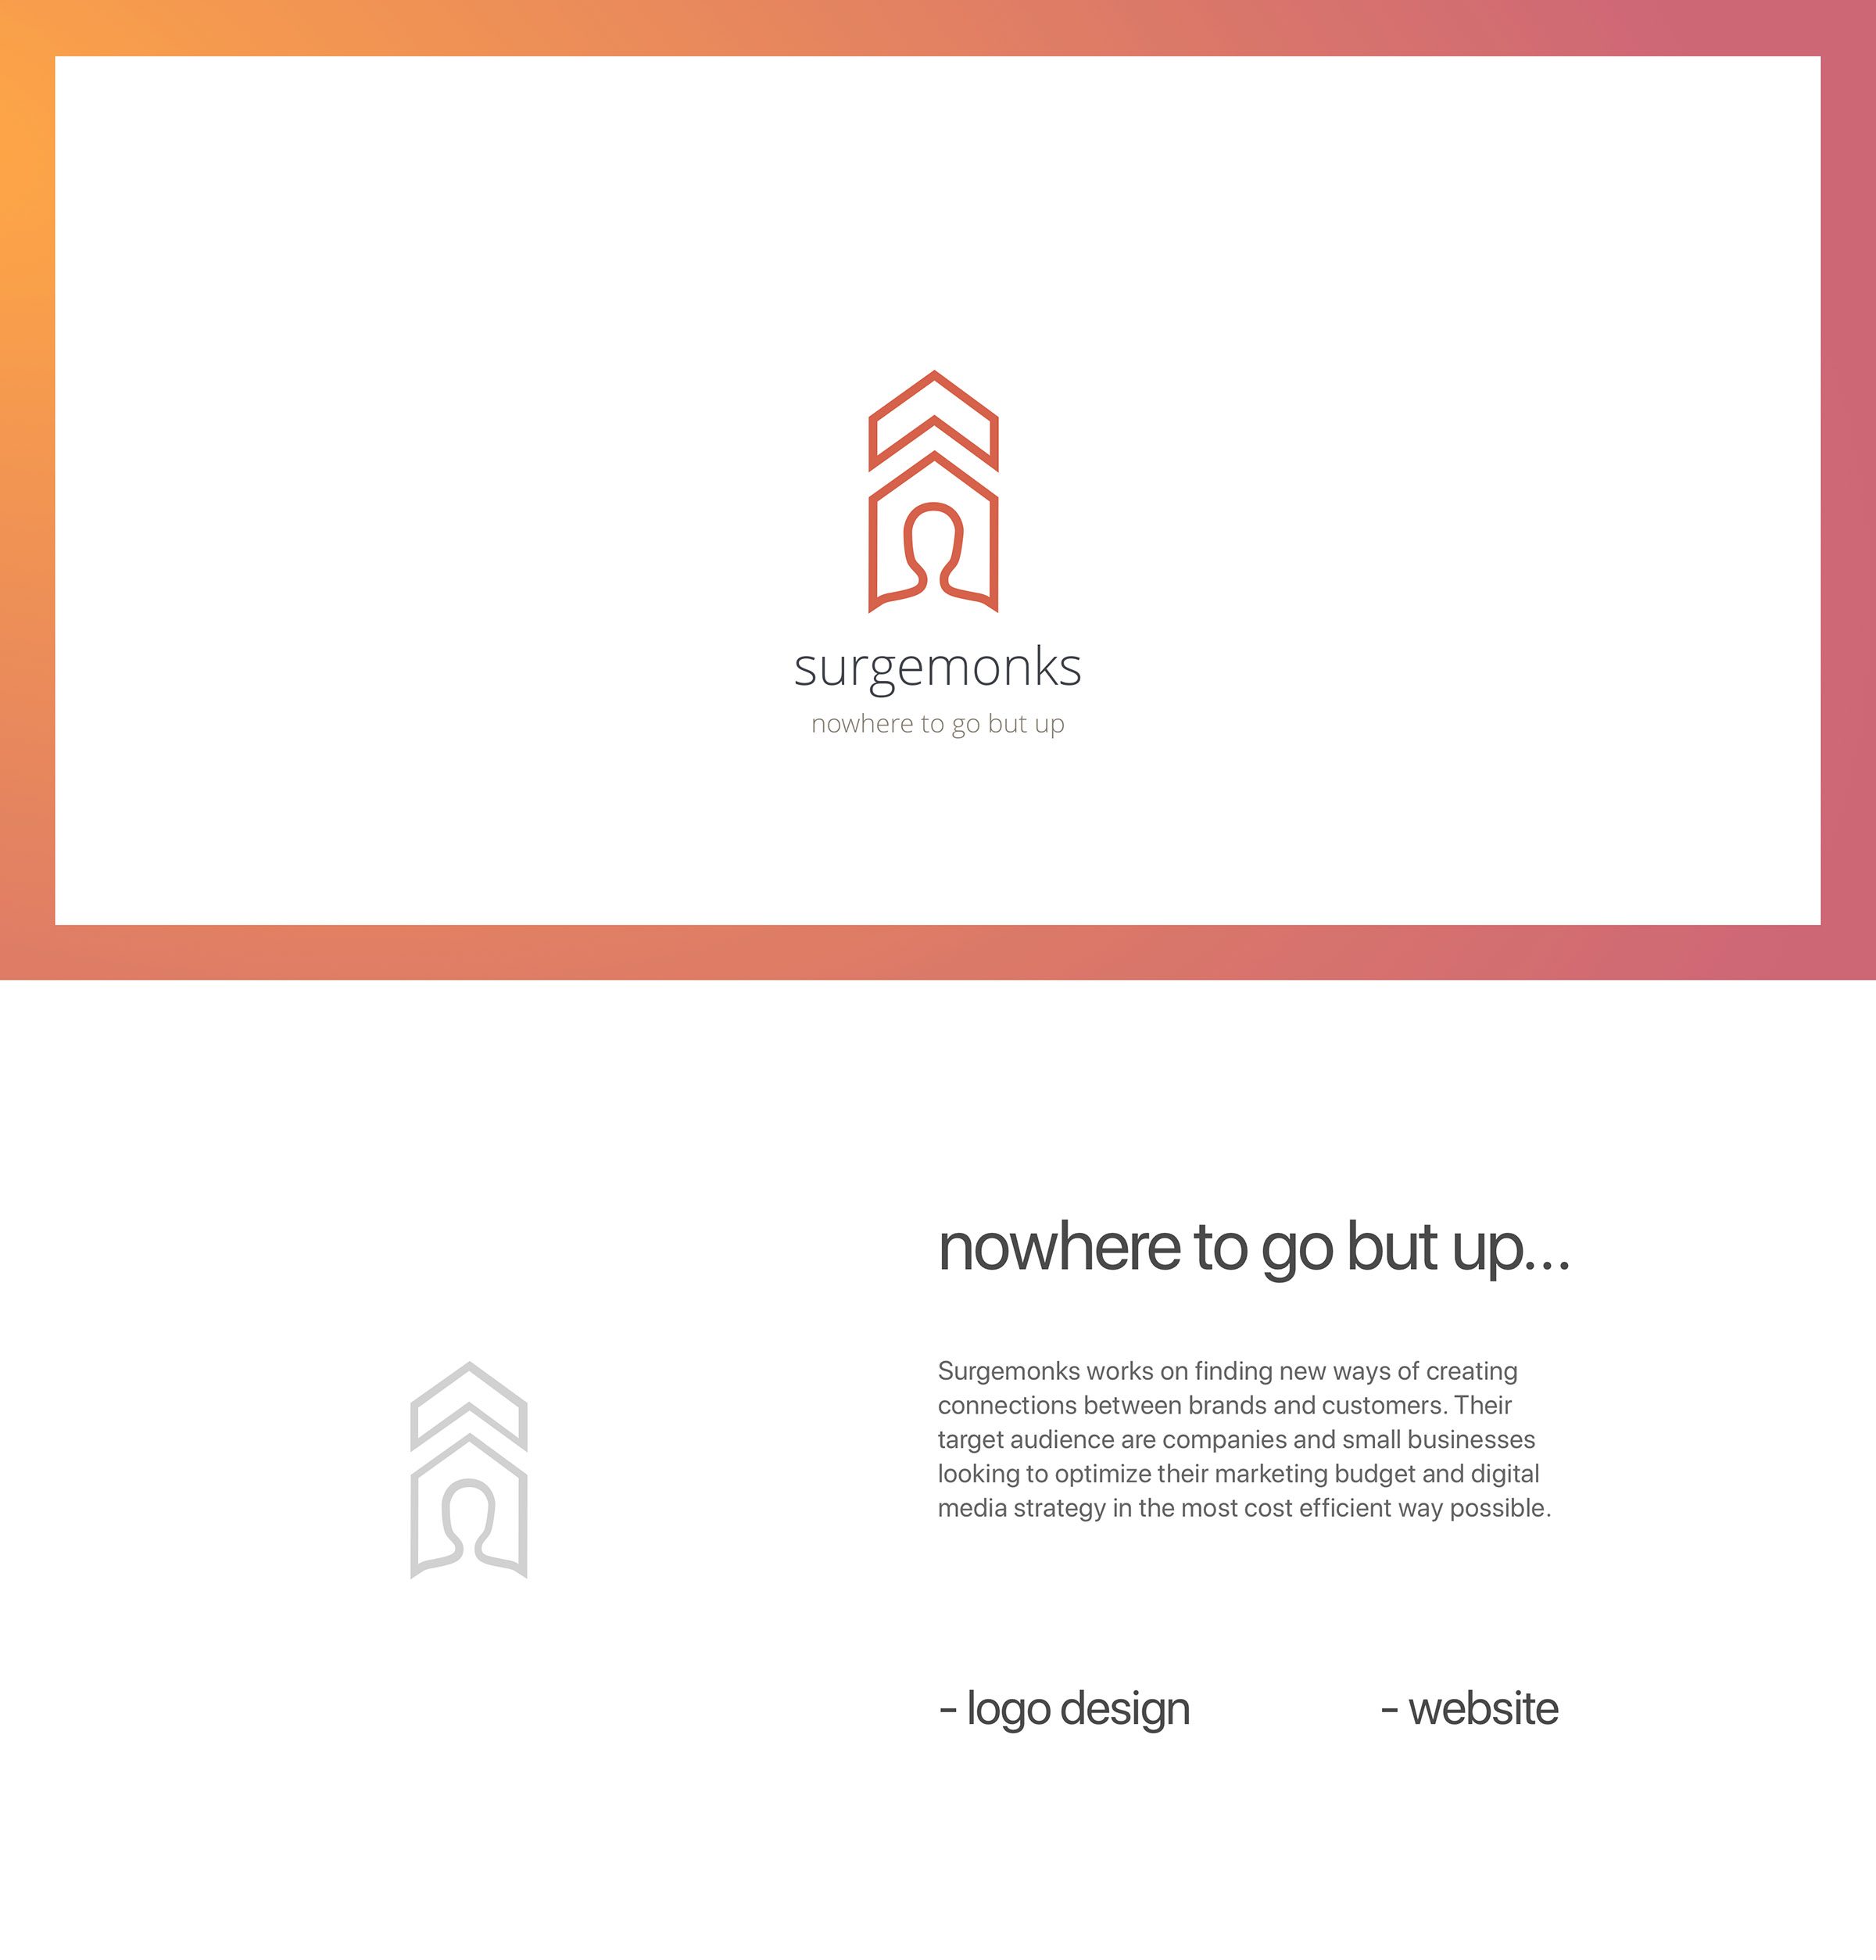 surgemonks
nowhere to go but up
nowhere to go but up...
Surgemonks works on finding new ways of creating
connections between brands and customers. Their
target audience are companies and small businesses
looking to optimize their marketing budget and digital
media strategy in the most cost efficient way possible.
- logo design
- website